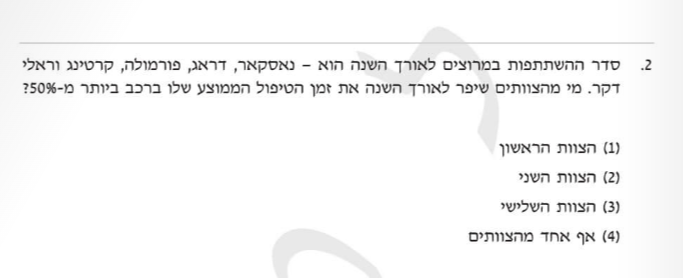 2. סדר ההשתתפות במרוצים לאורך השנה הוא – נאסקאר, דראג, פורמולה, קרטינג וראלי
דקר. מי מהצוותים שיפר לאורך השנה את זמן הטיפול הממוצע שלו ברכב ביותר מ-50%?
(1) הצוות הראשון
(2) הצוות השני
(3) הצוות השלישי
(4) אף אחד מהצוותים